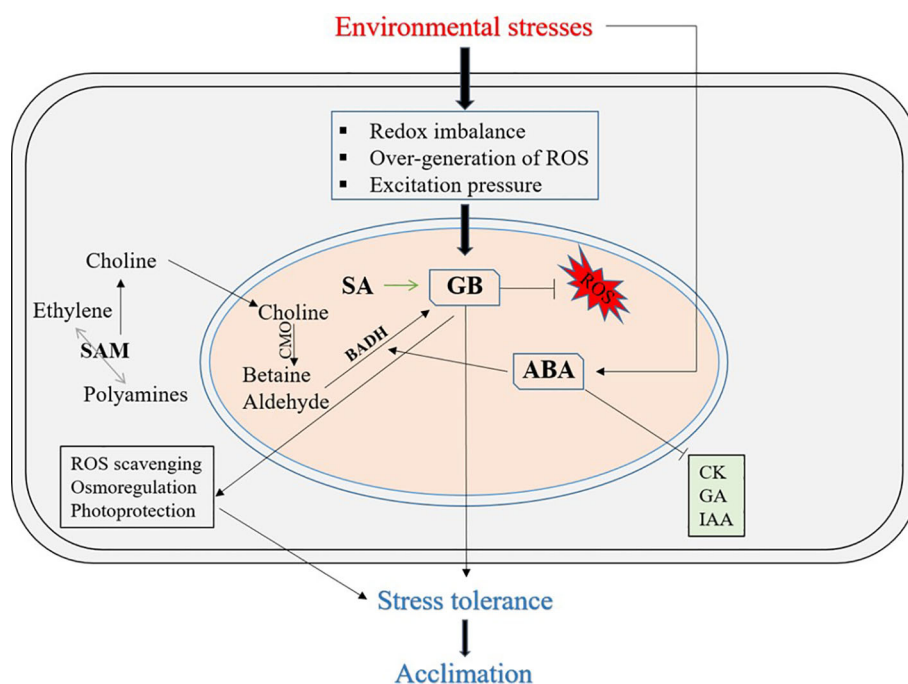 Environmental stresses
▪ Redox imbalance
▪ Over-generation of ROS
▪ Excitation pressure
Choline
Ethylene
SAM
Polyamines
SA
GB
ROS
Choline
CMO
BADH
Betaine
Aldehyde
ABA
ROS scavenging
Osmoregulation
Photoprotection
CK
GA
IAA
Stress tolerance
Acclimation